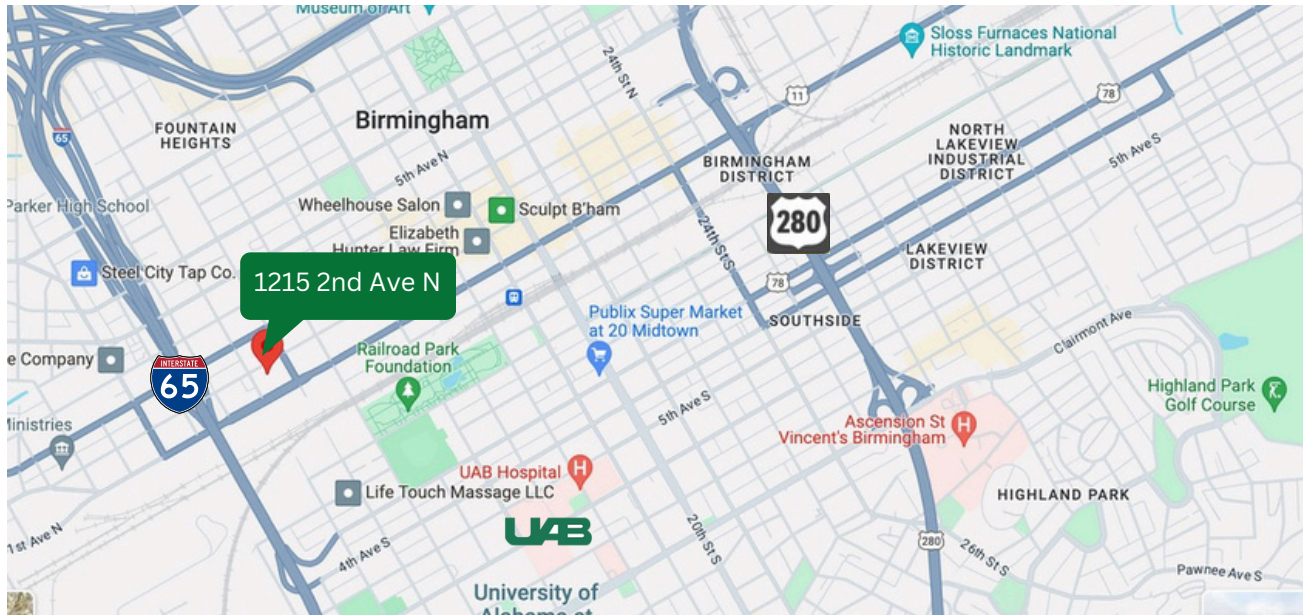 Museum of Art
Sloss Furnaces National
Historic Landmark
24th St N
11
78
65
FOUNTAIN
HEIGHTS
Birmingham
NORTH
LAKEVIEW
INDUSTRIAL
DISTRICT
5th Ave S
5th Ave N
BIRMINGHAM
DISTRICT
Parker High School
Wheelhouse Salon
Sculpt B'ham
280
Elizabeth
Hunter Law Firm
24th St S
LAKEVIEW
DISTRICT
Steel City Tap Co.
1215 2nd Ave N
78
Publix Super Market
at 20 Midtown
SOUTHSIDE
Clairmont Ave
e Company
INTERSTATE
65
Railroad Park
Foundation
5th Ave S
Highland Park
Golf Course
Ministries
Ascension St
Vincent's Birmingham
UAB Hospital
Life Touch Massage LLC
HIGHLAND PARK
UAB
1st Ave N
4th Ave S
20th St S
280
26th St S
Pawnee Ave S
University of
Alabama at